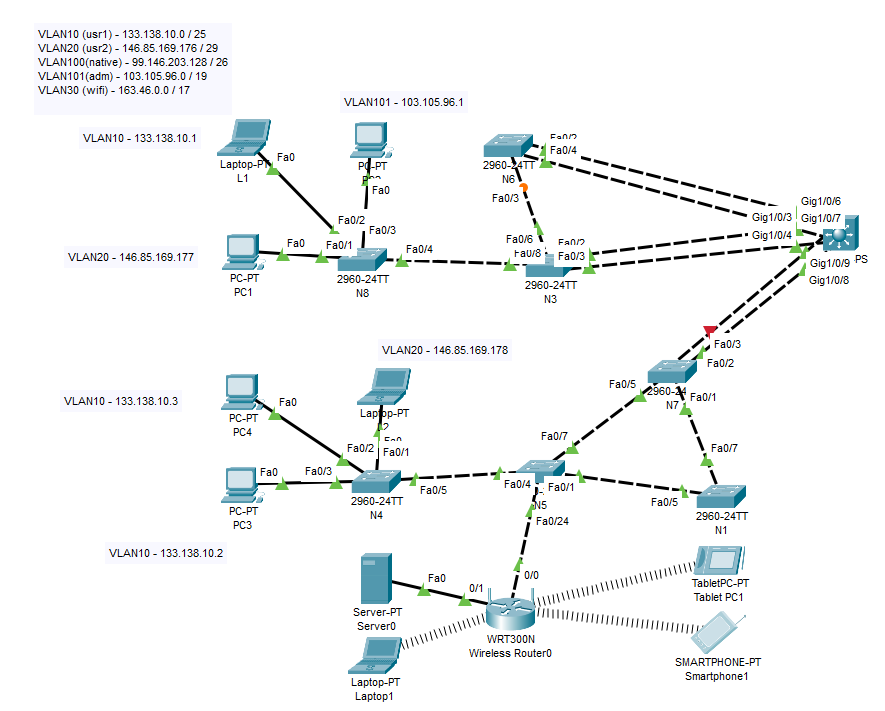 VLAN10 (usr1) - 133.138.10.0 / 25
VLAN20 (usr2) - 146.85.169.176 / 29
VLAN100(native) - 99.146.203.128 / 26
VLAN101(adm) - 103.105.96.0 / 19
VLAN30 (wifi) - 163.46.0.0 / 17
VLAN101 - 103.105.96.1
VLAN10 - 133.138.10.1
Laptop-PT
L1
Fa0
PC-PT
Fa0
2960-24TT
N6
Fa0/2
Fa0/4
Fa0/3
Gig1/0/6
Gig1/0/3
Gig1/0/7
Gig1/0/4
PS
Gig1/0/9
Gig1/0/8
VLAN20 - 146.85.169.177
PC-PT
PC1
Fa0
Fa0/2
Fa0/1
Fa0/3
Fa0/4
2960-24TT
N8
Fa0/6
Fa0/8
Fa0/2
Fa0/3
2960-24TT
N3
VLAN20 - 146.85.169.178
Fa0/3
Fa0/2
Fa0/5
2960-24
N7
Fa0/1
VLAN10 - 133.138.10.3
PC-PT
PC4
Fa0
Laptop-PT
Fa0/2
Fa0/1
Fa0/7
Fa0/7
PC-PT
PC3
Fa0
Fa0/3
Fa0/5
2960-24TT
N4
Fa0/4
Fa0/1
N5
Fa0/24
Fa0/5
2960-24TT
N1
VLAN10 - 133.138.10.2
Server-PT
Server0
Fa0
0/1
0/0
WRT300N
Wireless Router0
TabletPC-PT
Tablet PC1
SMARTPHONE-PT
Smartphone1
Laptop-PT
Laptop1